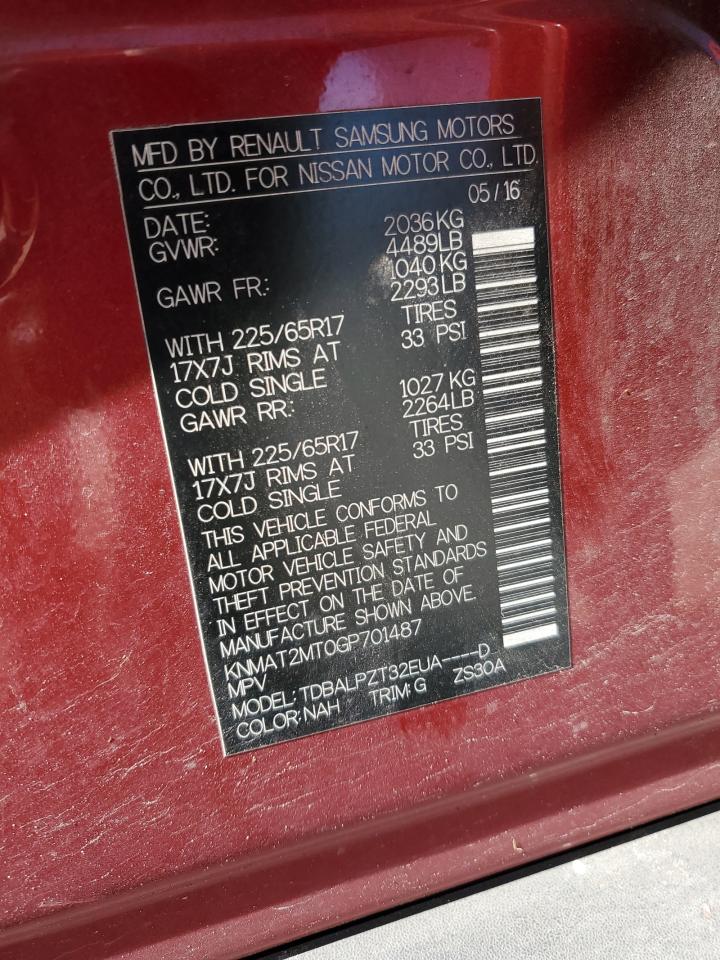 MFD BY RENAULT SAMSUNG MOTORS
CO., LTD. FOR NISSAN MOTOR CO., LTD.
DATE: 05/16
GVWR: 2036KG
4489LB
GAWR FR: 1040KG
2293LB
WITH 225/65R17 TIRES
17X7J RIMS AT 33 PSI
COLD SINGLE
GAWR RR: 1027KG
2264LB
WITH 225/65R17 TIRES
17X7J RIMS AT 33 PSI
COLD SINGLE
THIS VEHICLE CONFORMS TO
ALL APPLICABLE FEDERAL
MOTOR VEHICLE SAFETY AND
THEFT PREVENTION STANDARDS
IN EFFECT ON THE DATE OF
MANUFACTURE SHOWN ABOVE.
KNMAT2MT0GP701487
MPV
MODEL: TDBALPZT32EUA----D
COLOR: NAH TRIM: G ZS30A